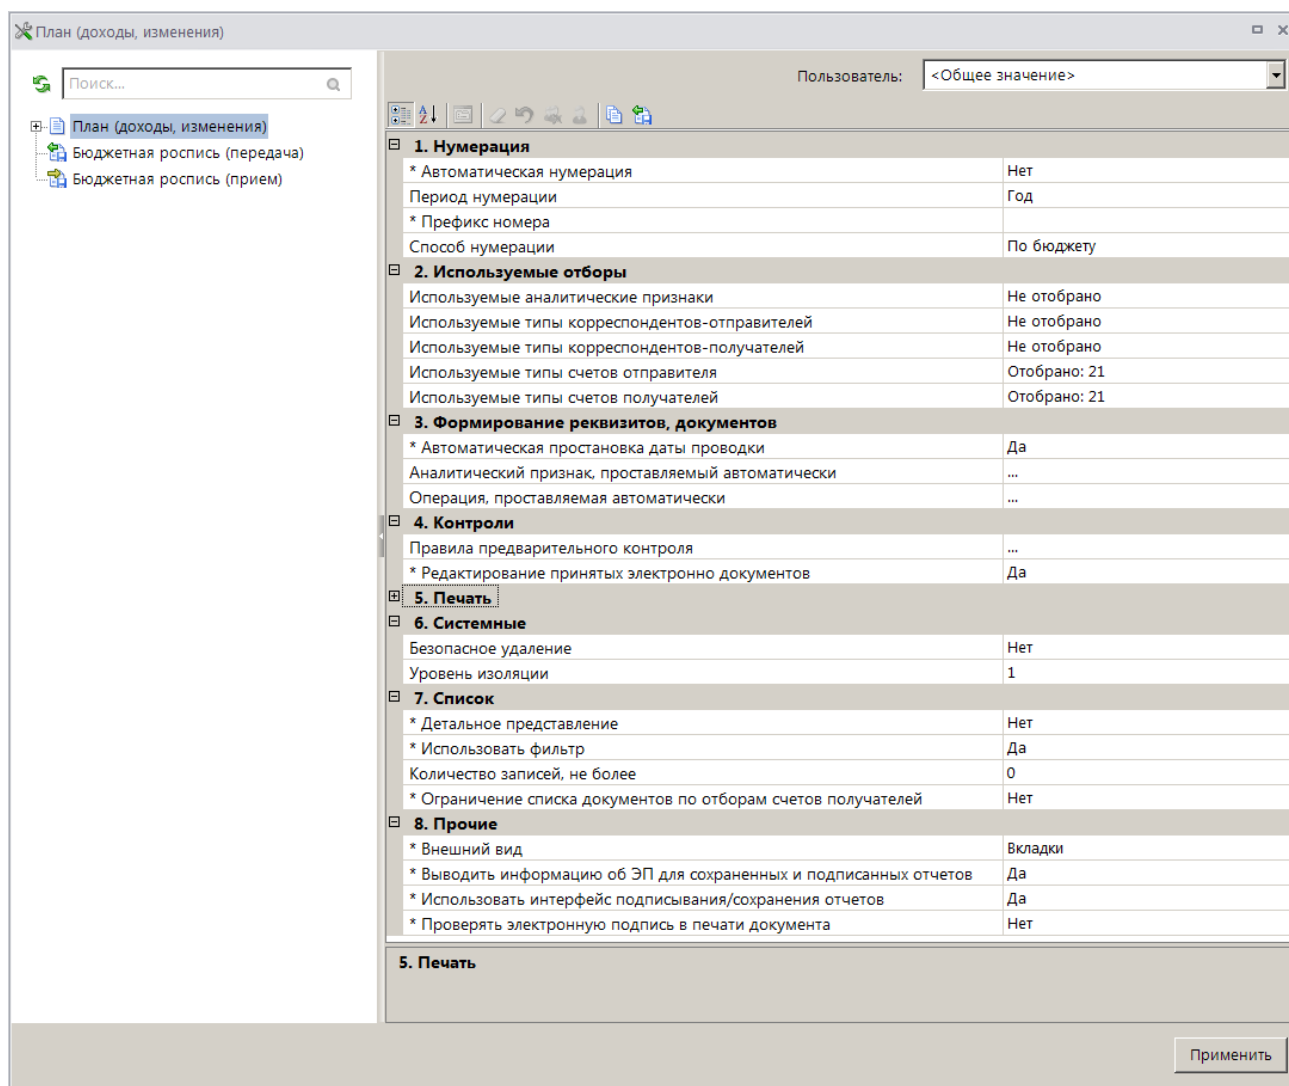 План (доходы, изменения)
Поиск...
Пользователь: <Общее значение>
План (доходы, изменения)
Бюджетная роспись (передача)
Бюджетная роспись (прием)
1. Нумерация
* Автоматическая нумерация Нет
Период нумерации Год
* Префикс номера
Способ нумерации По бюджету
2. Используемые отборы
Используемые аналитические признаки Не отобрано
Используемые типы корреспондентов-отправителей Не отобрано
Используемые типы корреспондентов-получателей Не отобрано
Используемые типы счетов отправителя Отобрано: 21
Используемые типы счетов получателей Отобрано: 21
3. Формирование реквизитов, документов
* Автоматическая простановка даты проводки Да
Аналитический признак, проставляемый автоматически ...
Операция, проставляемая автоматически ...
4. Контроли
Правила предварительного контроля ...
* Редактирование принятых электронно документов Да
5. Печать
6. Системные
Безопасное удаление Нет
Уровень изоляции 1
7. Список
* Детальное представление Нет
* Использовать фильтр Да
Количество записей, не более 0
* Ограничение списка документов по отборам счетов получателей Нет
8. Прочие
* Внешний вид Вкладки
* Выводить информацию об ЭП для сохраненных и подписанных отчетов Да
* Использовать интерфейс подписывания/сохранения отчетов Да
* Проверять электронную подпись в печати документа Нет
5. Печать
Применить